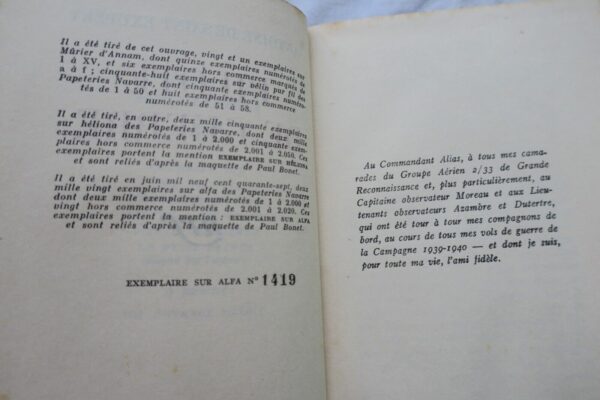 Il a été tiré de cet ouvrage, vingt et un exemplaires sur
Mûrier d'Annam, dont quinze exemplaires numérotés de
I à XV, et six exemplaires hors commerce marqués de
a à f ; cinquante-huit exemplaires sur vélin pur fil des
Papeteries Navarre, dont cinquante exemplaires numéro-
tés de 1 à 50 et huit exemplaires hors commerce
numérotés de 51 à 58.
Il a été tiré, en outre, deux mille cinquante exemplaires
sur héliona des Papeteries Navarre, dont deux mille
exemplaires numérotés de 1 à 2.000 et cinquante exem-
plaires hors commerce numérotés de 2.001 à 2.050. Ces
exemplaires portent la mention EXEMPLAIRE SUR HÉLIONA
et sont reliés d'après la maquette de Paul Bonet.
Il a été tiré en juin mil neuf cent quarante-sept, deux
mille vingt exemplaires sur alfa des Papeteries Navarre
dont deux mille exemplaires numérotés de 1 à 2.000 et
vingt hors commerce numérotés de 2.001 à 2.020. Ces
exemplaires portent la mention : EXEMPLAIRE SUR ALFA
et sont reliés d'après la maquette de Paul Bonet.
EXEMPLAIRE SUR ALFA N° 1419
Au Commandant Alias, à tous mes cama-
rades du Groupe Aérien 2/33 de Grande
Reconnaissance et, plus particulièrement, au
Capitaine observateur Moreau et aux Lieu-
tenants observateurs Azambre et Dutertre,
qui ont été tour à tour mes compagnons de
bord, au cours de tous mes vols de guerre de
la Campagne 1939-1940 — et dont je suis,
pour toute ma vie, l'ami fidèle.